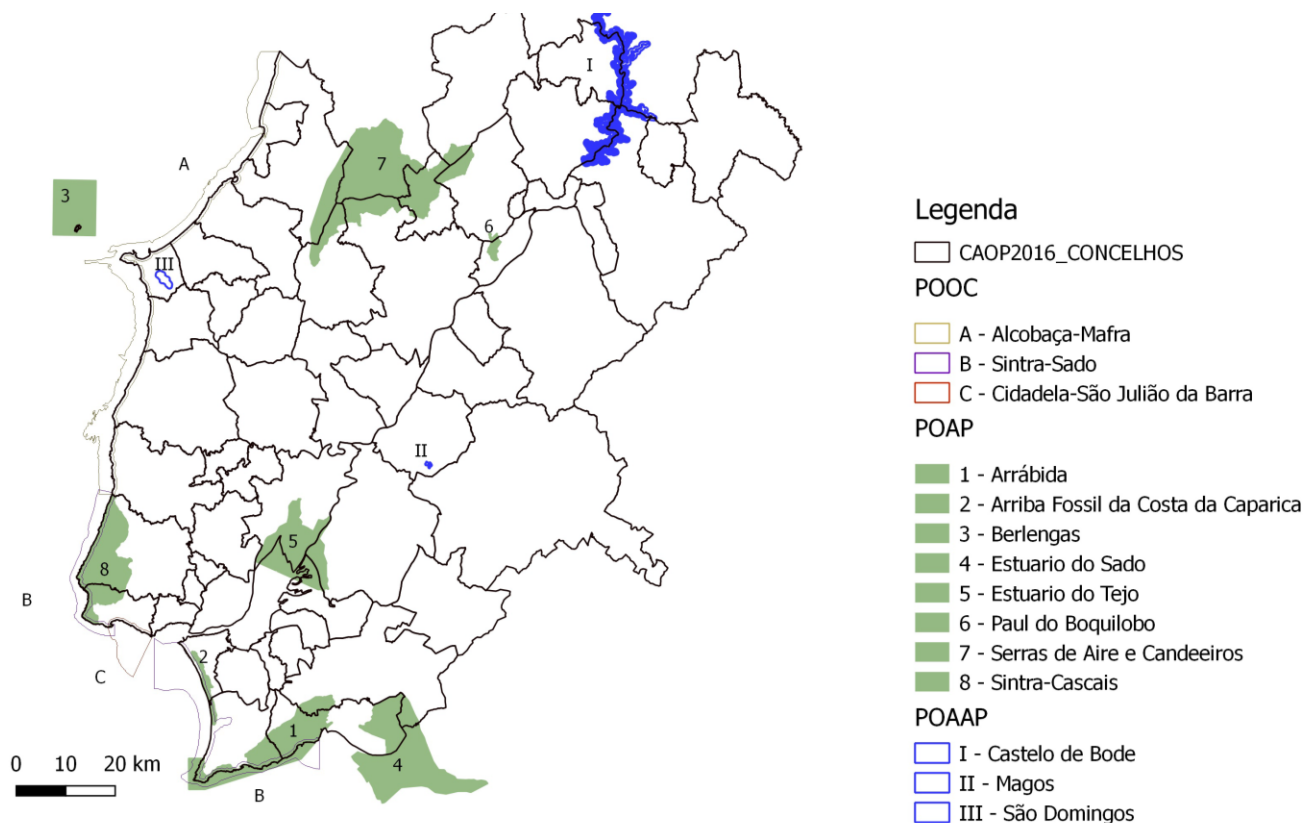 I
A
7
3
6
III
II
5
8
B
2
C
1
4
B
0 10 20 km
Legenda
CAOP2016_CONCELHOS
POOC
A - Alcobaça-Mafra
B - Sintra-Sado
C - Cidadela-São Julião da Barra
POAP
1 - Arrábida
2 - Arriba Fossil da Costa da Caparica
3 - Berlengas
4 - Estuario do Sado
5 - Estuario do Tejo
6 - Paul do Boquilobo
7 - Serras de Aire e Candeeiros
8 - Sintra-Cascais
POAAP
I - Castelo de Bode
II - Magos
III - São Domingos